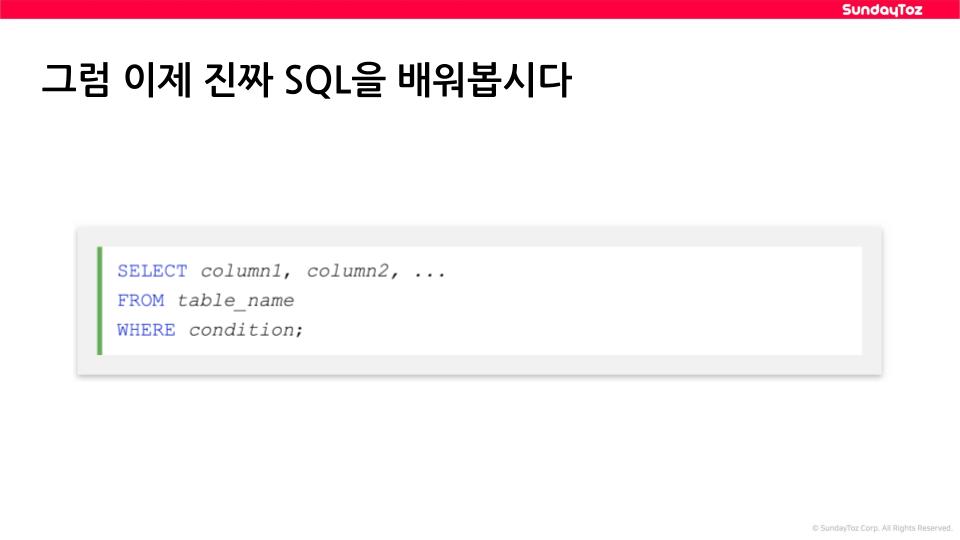 SundayToz
그럼 이제 진짜 SQL을 배워봅시다
SELECT column1, column2, ...
FROM table_name
WHERE condition;
© SundayToz Corp. All Rights Reserved.